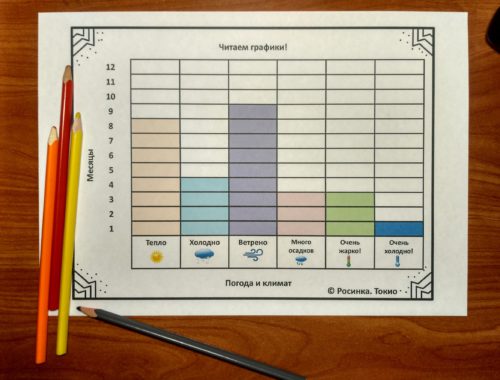 Читаем графики!
12
11
10
9
8
7
6
5
4
3
2
1
Месяцы
Тепло
Холодно
Ветрено
Много
осадков
Очень
жарко!
Очень
холодно!
Погода и климат
© Росинка. Токио